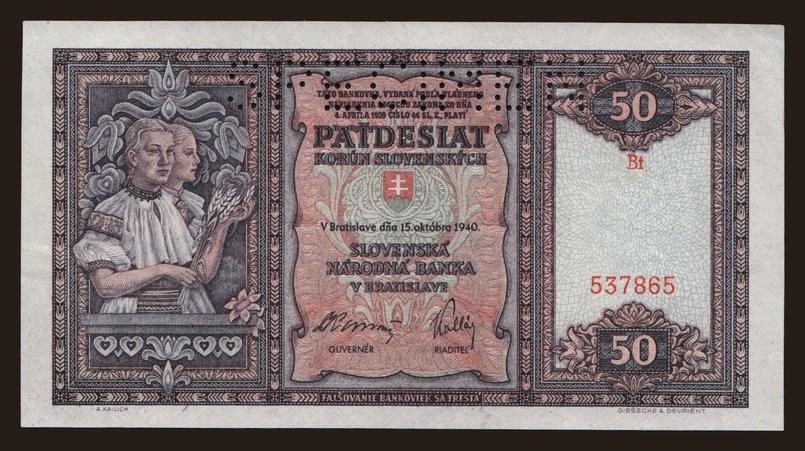 TÁTO BANKOVKA, VYDANÁ PODĽA VLÁDNEHO
NARIADENIA S MOCOU ZÁKONA ZO DŇA
4. APRÍLA 1939 ČÍSLO 44 SL. Z., PLATÍ
PÄŤDESIAT
KORÚN SLOVENSKÝCH
V Bratislave dňa 15. októbra 1940.
SLOVENSKÁ
NÁRODNÁ BANKA
V BRATISLAVE
GUVERNÉR RIADITEĽ
FALŠOVANIE BANKOVIEK SA TRESTÁ
50
Bt
537865
50
A. KAILICH
GIESECKE & DEVRIENT